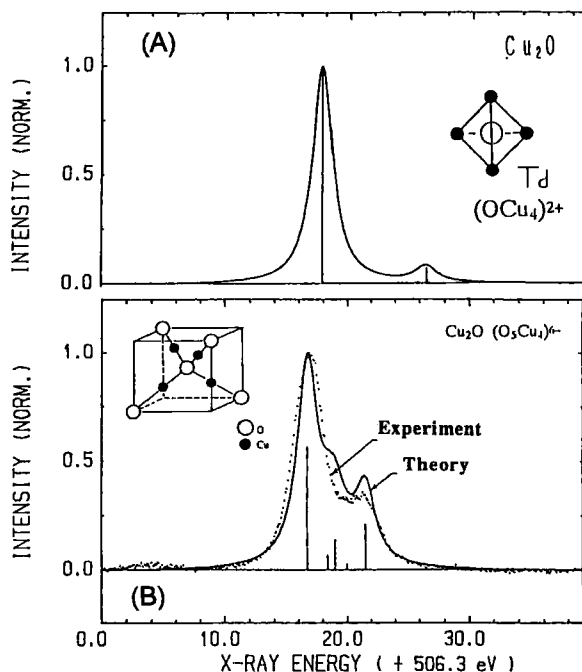 (A)
Cu₂O
INTENSITY (NORM.)
1.0
0.5
0.0
Td
(OCu₄)²⁺
INTENSITY (NORM.)
1.0
0.5
0.0
Cu₂O (O₅Cu₄)⁶⁻
O
Cu
Experiment
Theory
(B)
0.0 10.0 20.0 30.0
X-RAY ENERGY ( + 506.3 eV )